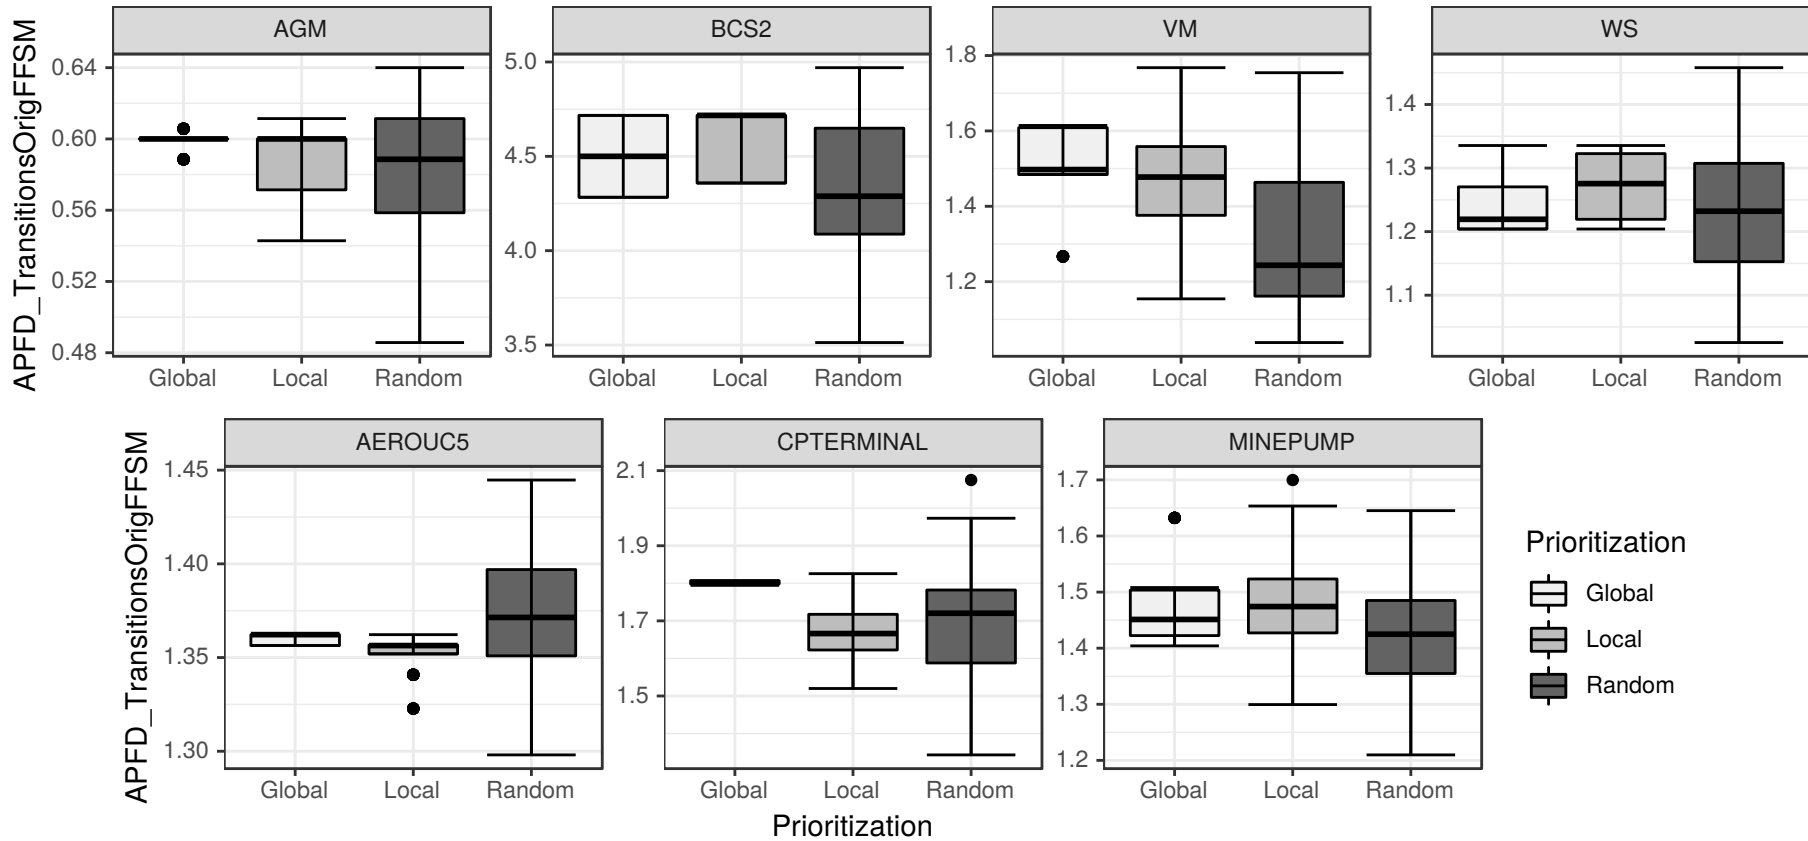 AGM BCS2 VM WS
APFD_TransitionsOrigFFSM
0.64
0.60
0.56
0.52
0.48
Global Local Random
5.0
4.5
4.0
3.5
Global Local Random
1.8
1.6
1.4
1.2
Global Local Random
1.4
1.3
1.2
1.1
Global Local Random
AEROUC5 CPTERMINAL MINEPUMP
APFD_TransitionsOrigFFSM
1.45
1.40
1.35
1.30
Global Local Random
2.1
1.9
1.7
1.5
Global Local Random
1.7
1.6
1.5
1.4
1.3
1.2
Global Local Random
Prioritization
Prioritization
Global
Local
Random